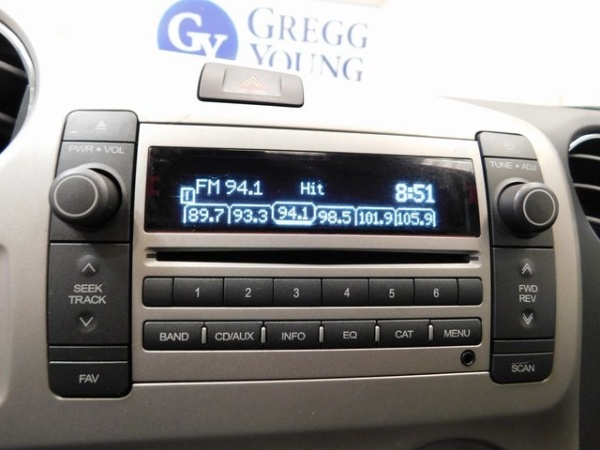 GY
GREGG
YOUNG
PWR • VOL
TUNE • ADJ
FM 94.1 Hit 8:51
1 89.7 93.3 94.1 98.5 101.9 105.9
SEEK
TRACK
FWD
REV
1 2 3 4 5 6
BAND CD/AUX INFO EQ CAT MENU
FAV
SCAN